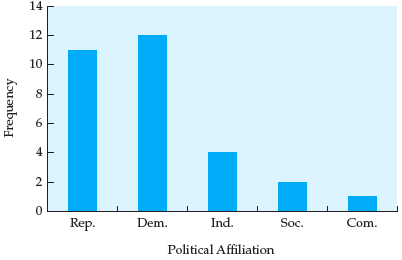 14
12
10
8
6
4
2
0
Frequency
Rep. Dem. Ind. Soc. Com.
Political Affiliation